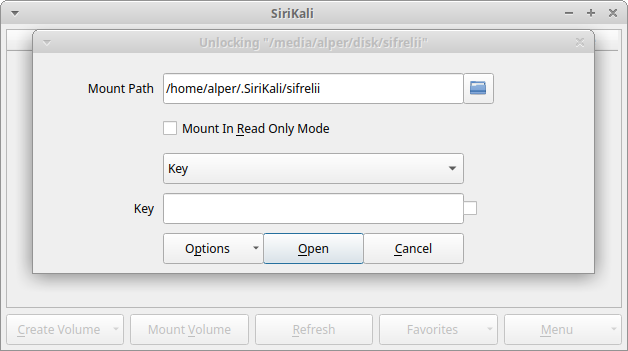 SiriKali
Unlocking "/media/alper/disk/sifrelii"
Mount Path /home/alper/.SiriKali/sifrelii
Mount In Read Only Mode
Key
Key
Options Open Cancel
Create Volume Mount Volume Refresh Favorites Menu